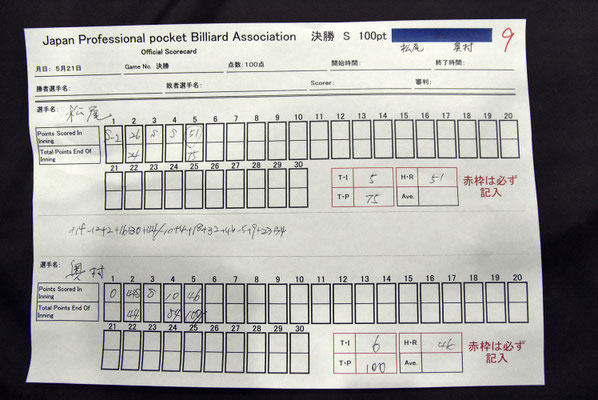 Japan Professional pocket Billiard Association 決勝 S 100pt
松尾 奥村 9
Official Scorecard
月日: 5月21日 Game No. 決勝 点数: 100点 開始時間: 終了時間:
勝者選手名: 敗者選手名: Scorer: 審判:
選手名: 松尾
1 2 3 4 5 6 7 8 9 10 11 12 13 14 15 16 17 18 19 20
Points Scored In Inning S-2 26 S S 51
Total Points End Of Inning 24 75
21 22 23 24 25 26 27 28 29 30
T・I 5 H・R 51 赤枠は必ず
T・P 75 Ave. 記入
選手名: 奥村
1 2 3 4 5 6 7 8 9 10 11 12 13 14 15 16 17 18 19 20
Points Scored In Inning 0 S 10 46
Total Points End Of Inning 44 54 100
21 22 23 24 25 26 27 28 29 30
T・I 6 H・R 46 赤枠は必ず
T・P 100 Ave. 記入